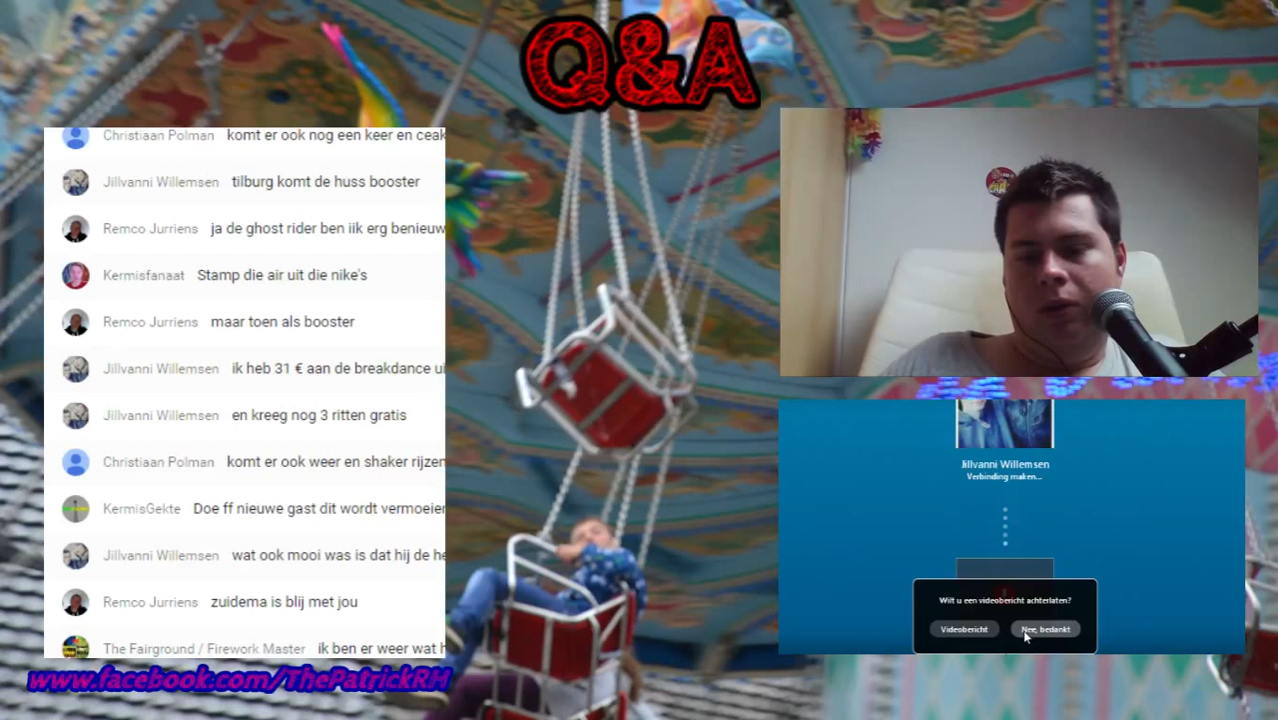 Q&A
Christiaan Polman komt er ook nog een keer en ceak
Jillvanni Willemsen tilburg komt de huss booster
Remco Jurriens ja de ghost rider ben iik erg benieuw
Kermisfanaat Stamp die air uit die nike's
Remco Jurriens maar toen als booster
Jillvanni Willemsen ik heb 31 € aan de breakdance ui
Jillvanni Willemsen en kreeg nog 3 ritten gratis
Christiaan Polman komt er ook weer en shaker rijzen
KermisGekte Doe ff nieuwe gast dit wordt vermoeier
Jillvanni Willemsen wat ook mooi was is dat hij de he
Remco Jurriens zuidema is blij met jou
The Fairground / Firework Master ik ben er weer wat h
www.facebook.com/ThePatrickRH
Jillvanni Willemsen
Verbinding maken...
Wilt u een videobericht achterlaten?
Videobericht
Nee, bedankt